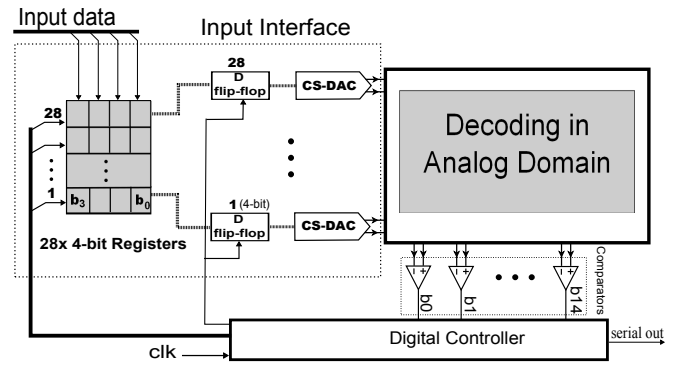 Input data
Input Interface
28
D
flip-flop
CS-DAC
28
1
b3
b0
28x 4-bit Registers
1 (4-bit)
D
flip-flop
CS-DAC
Decoding in
Analog Domain
Comparators
- +
- +
- +
b0
b1
b14
Digital Controller
clk
serial out